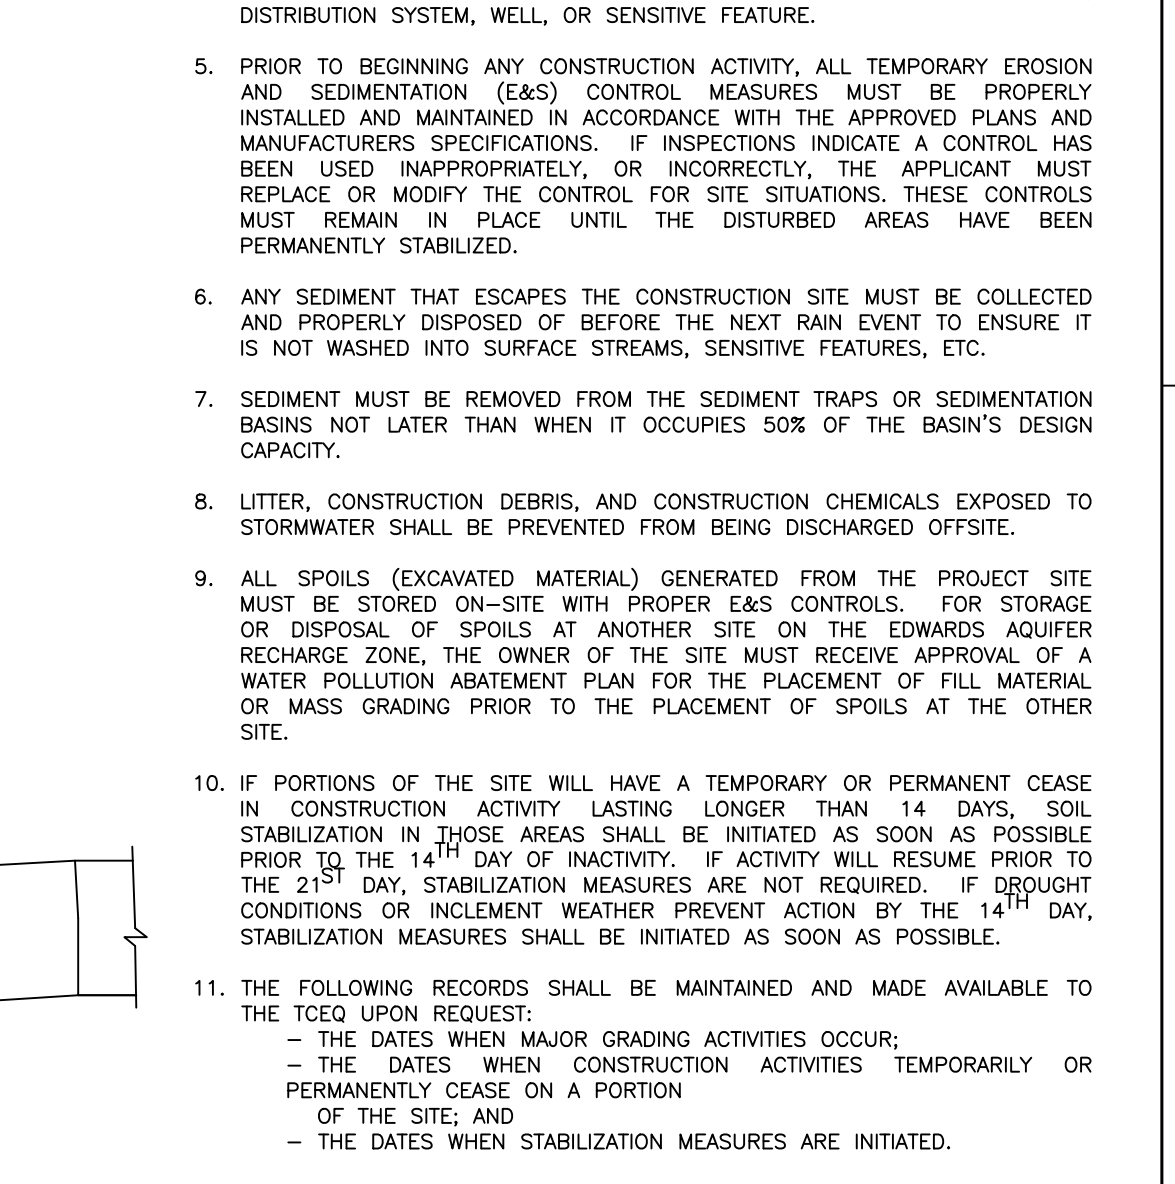 DISTRIBUTION SYSTEM, WELL, OR SENSITIVE FEATURE.
5. PRIOR TO BEGINNING ANY CONSTRUCTION ACTIVITY, ALL TEMPORARY EROSION
AND SEDIMENTATION (E&S) CONTROL MEASURES MUST BE PROPERLY
INSTALLED AND MAINTAINED IN ACCORDANCE WITH THE APPROVED PLANS AND
MANUFACTURERS SPECIFICATIONS. IF INSPECTIONS INDICATE A CONTROL HAS
BEEN USED INAPPROPRIATELY, OR INCORRECTLY, THE APPLICANT MUST
REPLACE OR MODIFY THE CONTROL FOR SITE SITUATIONS. THESE CONTROLS
MUST REMAIN IN PLACE UNTIL THE DISTURBED AREAS HAVE BEEN
PERMANENTLY STABILIZED.
6. ANY SEDIMENT THAT ESCAPES THE CONSTRUCTION SITE MUST BE COLLECTED
AND PROPERLY DISPOSED OF BEFORE THE NEXT RAIN EVENT TO ENSURE IT
IS NOT WASHED INTO SURFACE STREAMS, SENSITIVE FEATURES, ETC.
7. SEDIMENT MUST BE REMOVED FROM THE SEDIMENT TRAPS OR SEDIMENTATION
BASINS NOT LATER THAN WHEN IT OCCUPIES 50% OF THE BASIN'S DESIGN
CAPACITY.
8. LITTER, CONSTRUCTION DEBRIS, AND CONSTRUCTION CHEMICALS EXPOSED TO
STORMWATER SHALL BE PREVENTED FROM BEING DISCHARGED OFFSITE.
9. ALL SPOILS (EXCAVATED MATERIAL) GENERATED FROM THE PROJECT SITE
MUST BE STORED ON-SITE WITH PROPER E&S CONTROLS. FOR STORAGE
OR DISPOSAL OF SPOILS AT ANOTHER SITE ON THE EDWARDS AQUIFER
RECHARGE ZONE, THE OWNER OF THE SITE MUST RECEIVE APPROVAL OF A
WATER POLLUTION ABATEMENT PLAN FOR THE PLACEMENT OF FILL MATERIAL
OR MASS GRADING PRIOR TO THE PLACEMENT OF SPOILS AT THE OTHER
SITE.
10. IF PORTIONS OF THE SITE WILL HAVE A TEMPORARY OR PERMANENT CEASE
IN CONSTRUCTION ACTIVITY LASTING LONGER THAN 14 DAYS, SOIL
STABILIZATION IN THOSE AREAS SHALL BE INITIATED AS SOON AS POSSIBLE
PRIOR TO THE 14TH DAY OF INACTIVITY. IF ACTIVITY WILL RESUME PRIOR TO
THE 21ST DAY, STABILIZATION MEASURES ARE NOT REQUIRED. IF DROUGHT
CONDITIONS OR INCLEMENT WEATHER PREVENT ACTION BY THE 14TH DAY,
STABILIZATION MEASURES SHALL BE INITIATED AS SOON AS POSSIBLE.
11. THE FOLLOWING RECORDS SHALL BE MAINTAINED AND MADE AVAILABLE TO
THE TCEQ UPON REQUEST:
– THE DATES WHEN MAJOR GRADING ACTIVITIES OCCUR;
– THE DATES WHEN CONSTRUCTION ACTIVITIES TEMPORARILY OR
PERMANENTLY CEASE ON A PORTION
OF THE SITE; AND
– THE DATES WHEN STABILIZATION MEASURES ARE INITIATED.